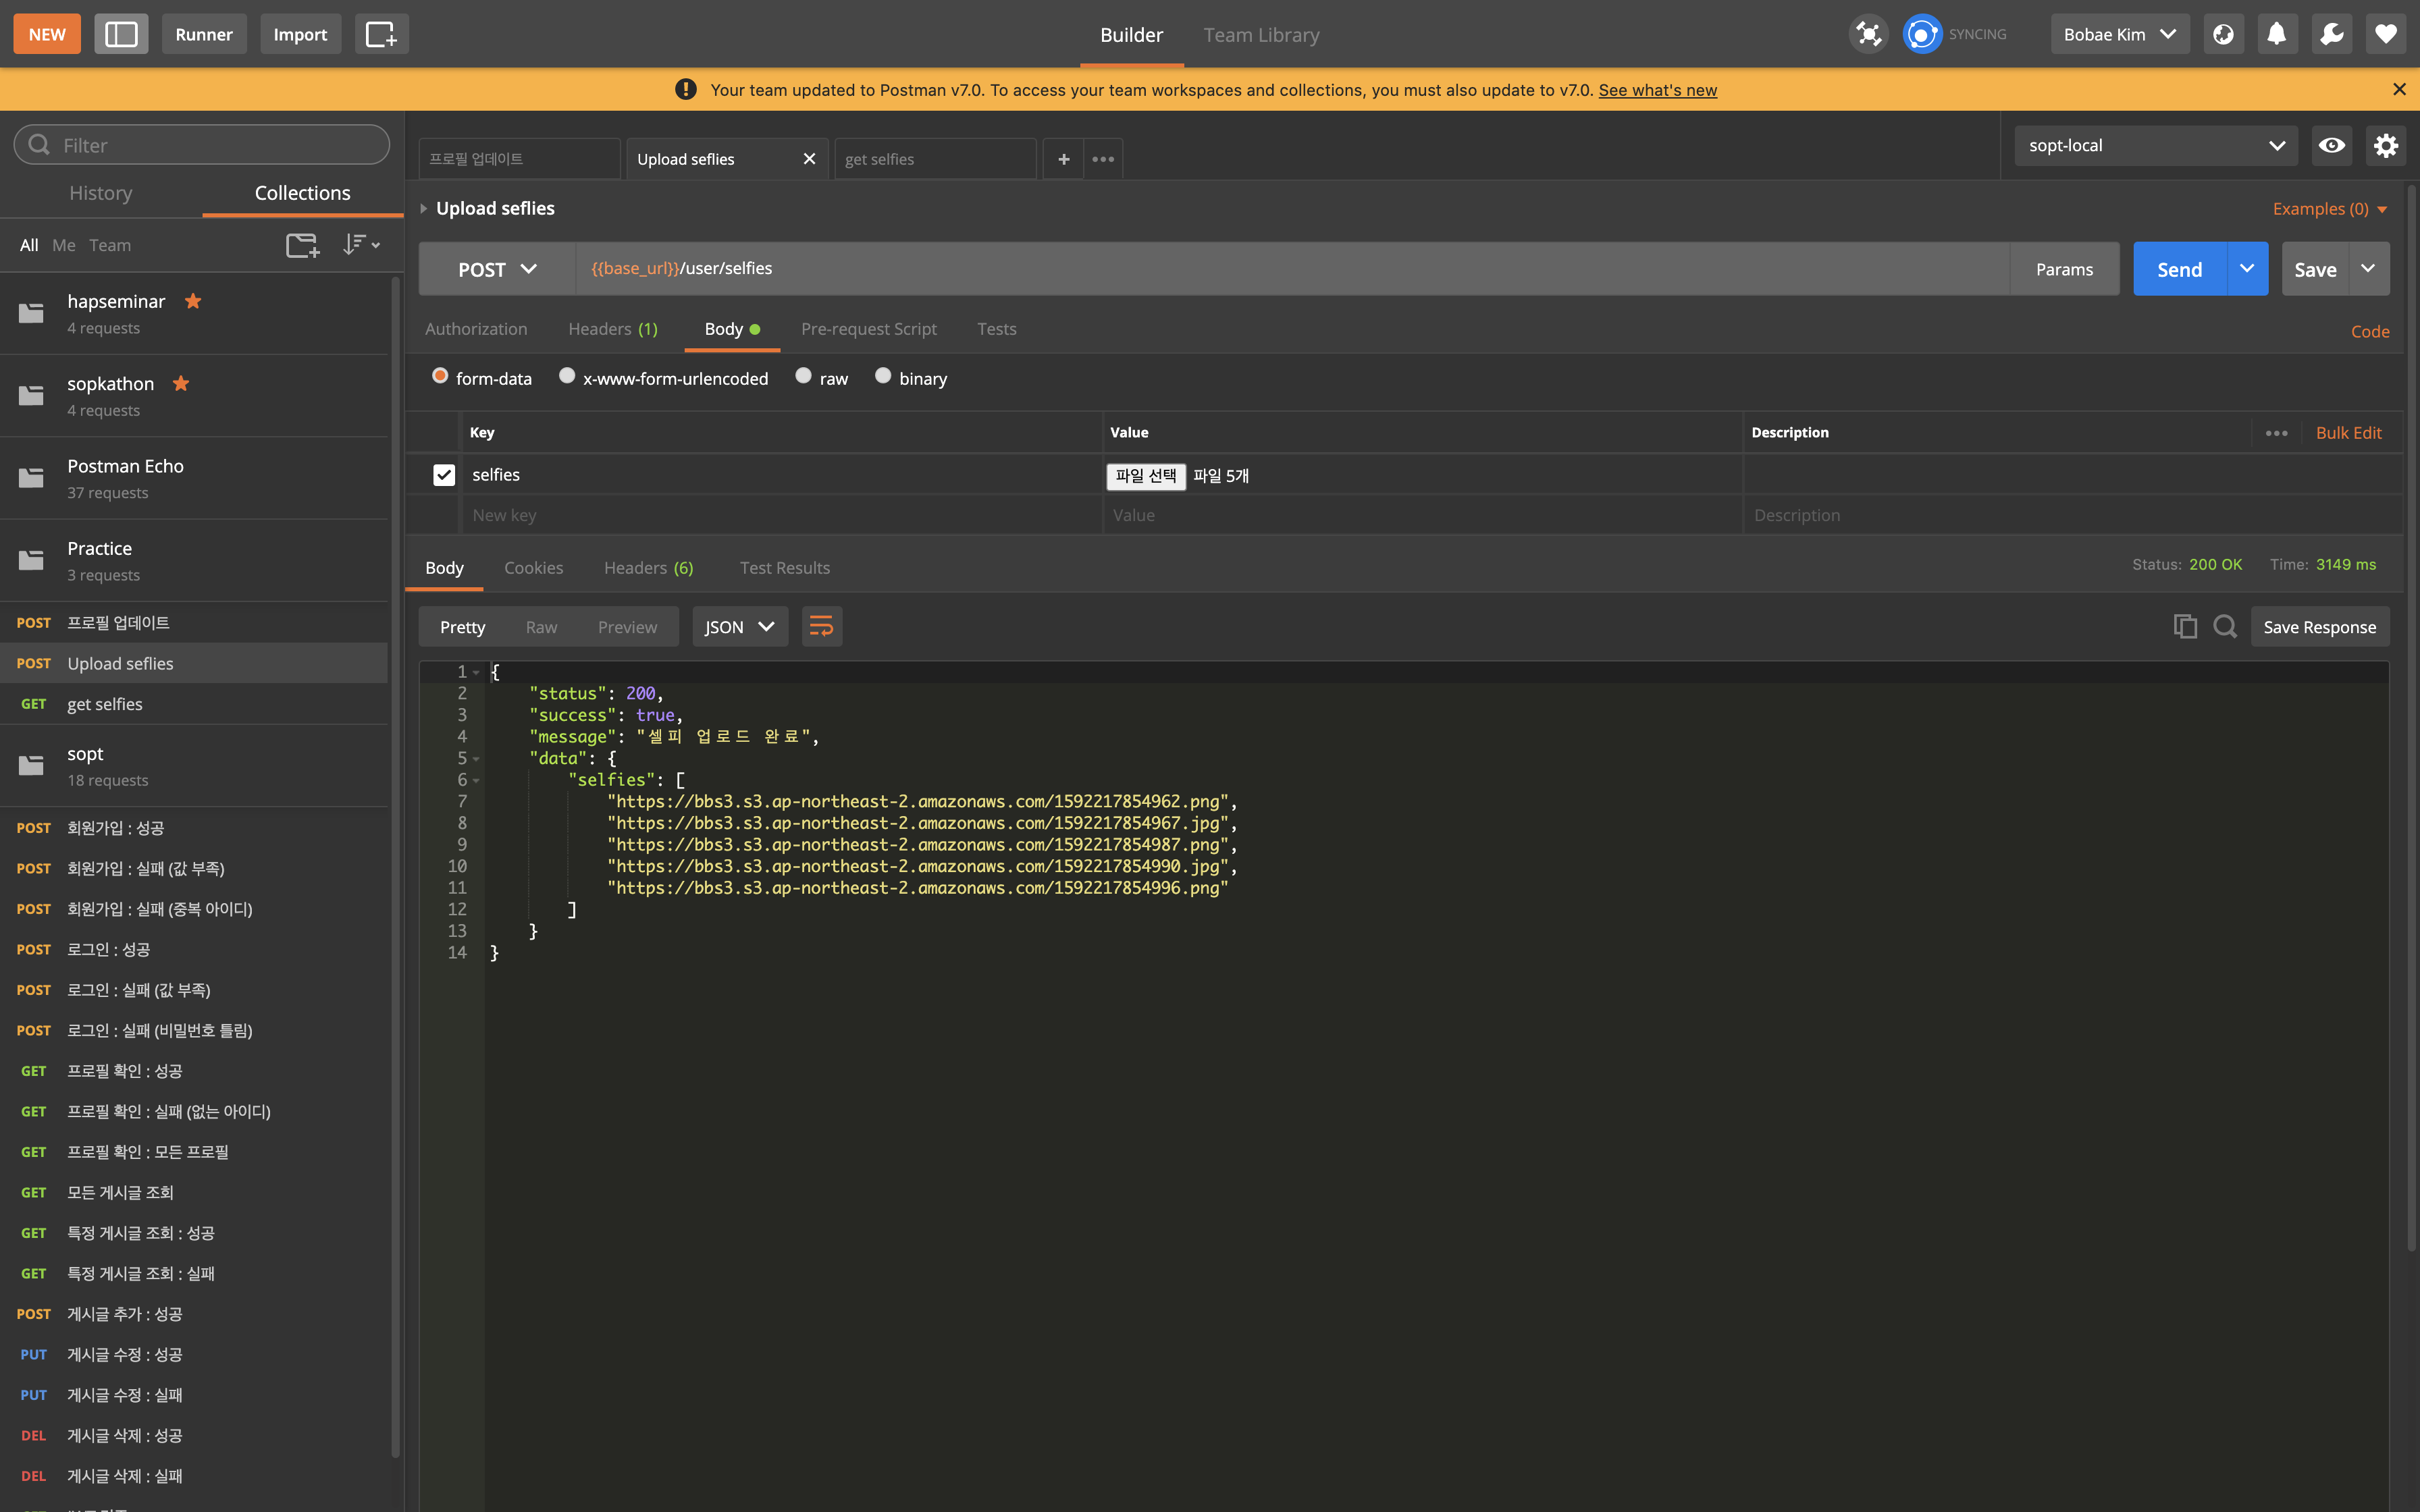 NEW
Runner
Import
Builder
Team Library
SYNCING
Bobae Kim
Your team updated to Postman v7.0. To access your team workspaces and collections, you must also update to v7.0. See what's new
Filter
History
Collections
All Me Team
hapseminar
4 requests
sopkathon
4 requests
Postman Echo
37 requests
Practice
3 requests
POST 프로필 업데이트
POST Upload seflies
GET get selfies
sopt
18 requests
POST 회원가입 : 성공
POST 회원가입 : 실패 (값 부족)
POST 회원가입 : 실패 (중복 아이디)
POST 로그인 : 성공
POST 로그인 : 실패 (값 부족)
POST 로그인 : 실패 (비밀번호 틀림)
GET 프로필 확인 : 성공
GET 프로필 확인 : 실패 (없는 아이디)
GET 프로필 확인 : 모든 프로필
GET 모든 게시글 조회
GET 특정 게시글 조회 : 성공
GET 특정 게시글 조회 : 실패
POST 게시글 추가 : 성공
PUT 게시글 수정 : 성공
PUT 게시글 수정 : 실패
DEL 게시글 삭제 : 성공
DEL 게시글 삭제 : 실패
프로필 업데이트
Upload seflies
get selfies
sopt-local
Upload seflies
Examples (0)
POST
{{base_url}}/user/selfies
Params
Send
Save
Authorization
Headers (1)
Body
Pre-request Script
Tests
Code
form-data
x-www-form-urlencoded
raw
binary
Key
Value
Description
Bulk Edit
selfies
파일 선택 파일 5개
New key
Value
Description
Body
Cookies
Headers (6)
Test Results
Status: 200 OK
Time: 3149 ms
Pretty
Raw
Preview
JSON
Save Response
1 {
2 "status": 200,
3 "success": true,
4 "message": "셀피 업로드 완료",
5 "data": {
6 "selfies": [
7 "https://bbs3.s3.ap-northeast-2.amazonaws.com/1592217854962.png",
8 "https://bbs3.s3.ap-northeast-2.amazonaws.com/1592217854967.jpg",
9 "https://bbs3.s3.ap-northeast-2.amazonaws.com/1592217854987.png",
10 "https://bbs3.s3.ap-northeast-2.amazonaws.com/1592217854990.jpg",
11 "https://bbs3.s3.ap-northeast-2.amazonaws.com/1592217854996.png"
12 ]
13 }
14 }